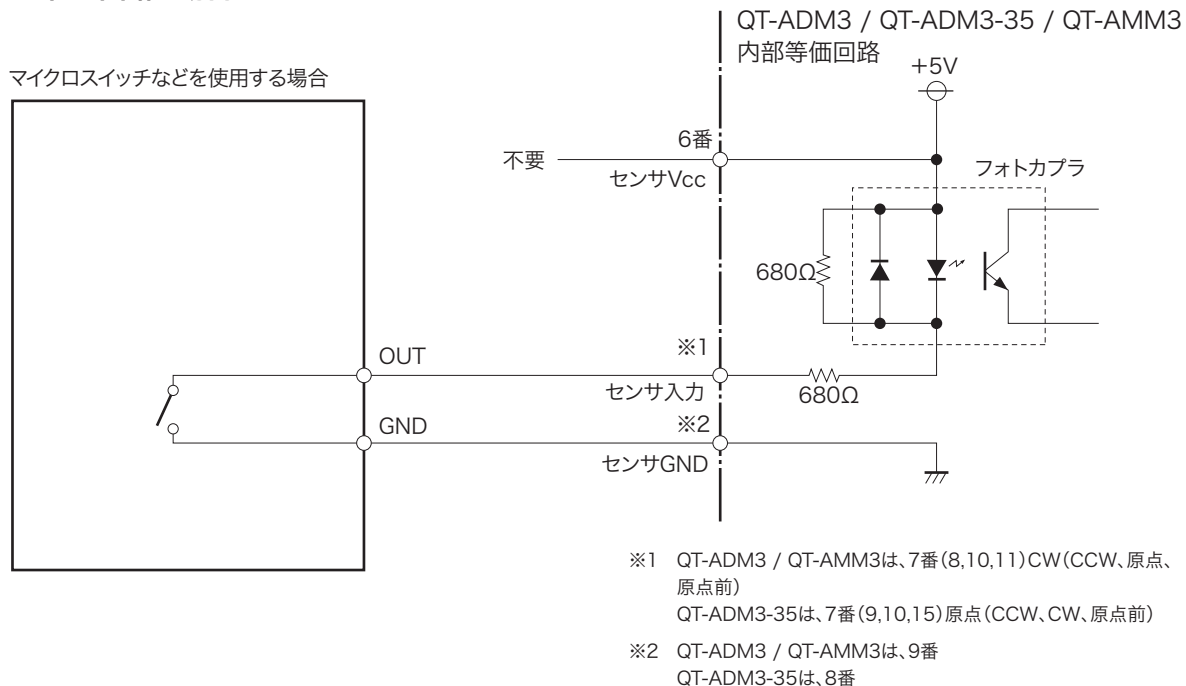 QT-ADM3 / QT-ADM3-35 / QT-AMM3
内部等価回路
+5V
マイクロスイッチなどを使用する場合
6番
不要
センサVcc
フォトカプラ
680Ω
※1
OUT
センサ入力
680Ω
※2
GND
センサGND
※1 QT-ADM3 / QT-AMM3は、7番(8,10,11)CW(CCW、原点、
原点前)
QT-ADM3-35は、7番(9,10,15)原点(CCW、CW、原点前)
※2 QT-ADM3 / QT-AMM3は、9番
QT-ADM3-35は、8番